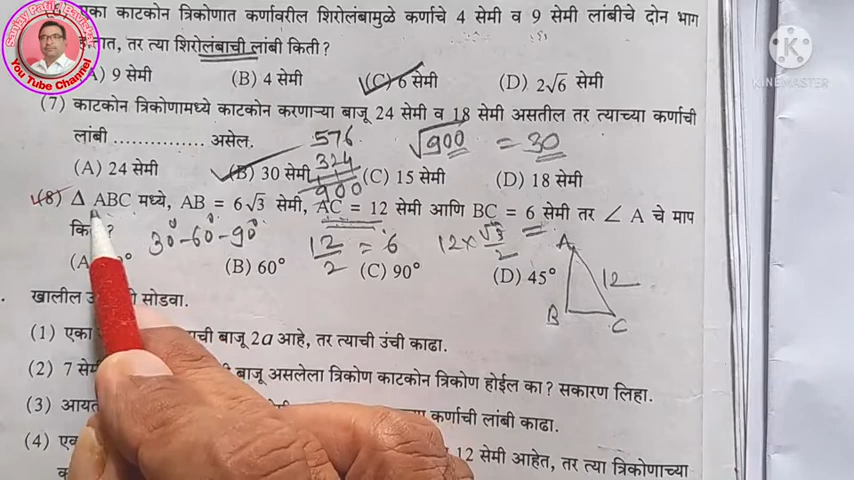 Sanjay Patil
You Tube Channel
KINEMASTER
एका काटकोन त्रिकोणात कर्णावरील शिरोलंबामुळे कर्णाचे 4 सेमी व 9 सेमी लांबीचे दोन भाग
तर त्या शिरोलंबाची लांबी किती?
(A) 9 सेमी (B) 4 सेमी (C) 6 सेमी (D) 2√6 सेमी
(7) काटकोन त्रिकोणामध्ये काटकोन करणाऱ्या बाजू 24 सेमी व 18 सेमी असतील तर त्याच्या कर्णाची
लांबी ............... असेल.
576
324
900
√900 = 30
(A) 24 सेमी (B) 30 सेमी (C) 15 सेमी (D) 18 सेमी
(8) Δ ABC मध्ये, AB = 6√3 सेमी, AC = 12 सेमी आणि BC = 6 सेमी तर ∠ A चे माप
30° - 60° - 90°
12/2 = 6
12 × √3/2
A
12
B
C
(B) 60° (C) 90° (D) 45°
खालील सोडवा.
(1) एका बाजू 2a आहे, तर त्याची उंची काढा.
(2) 7 सेमी बाजू असलेला त्रिकोण काटकोन त्रिकोण होईल का? सकारण लिहा.
(3) कर्णाची लांबी काढा.
(4) 12 सेमी आहेत, तर त्या त्रिकोणाच्या